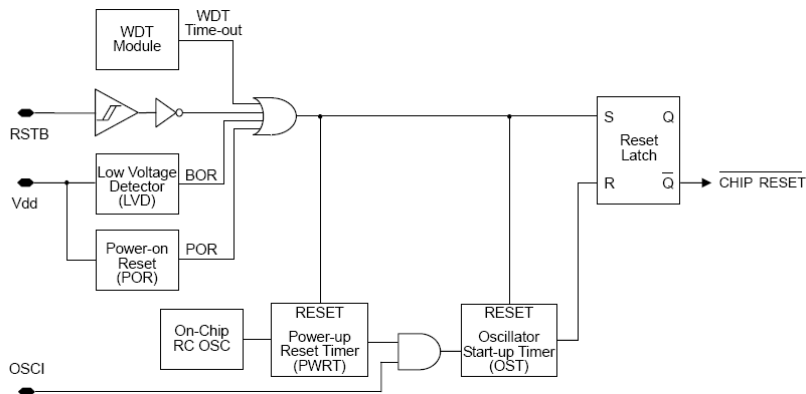 WDT
Module
WDT
Time-out
RSTB
Low Voltage
Detector
(LVD)
BOR
Vdd
Power-on
Reset
(POR)
POR
S
Q
Reset
Latch
R
Q
CHIP RESET
On-Chip
RC OSC
RESET
Power-up
Reset Timer
(PWRT)
RESET
Oscillator
Start-up Timer
(OST)
OSCI